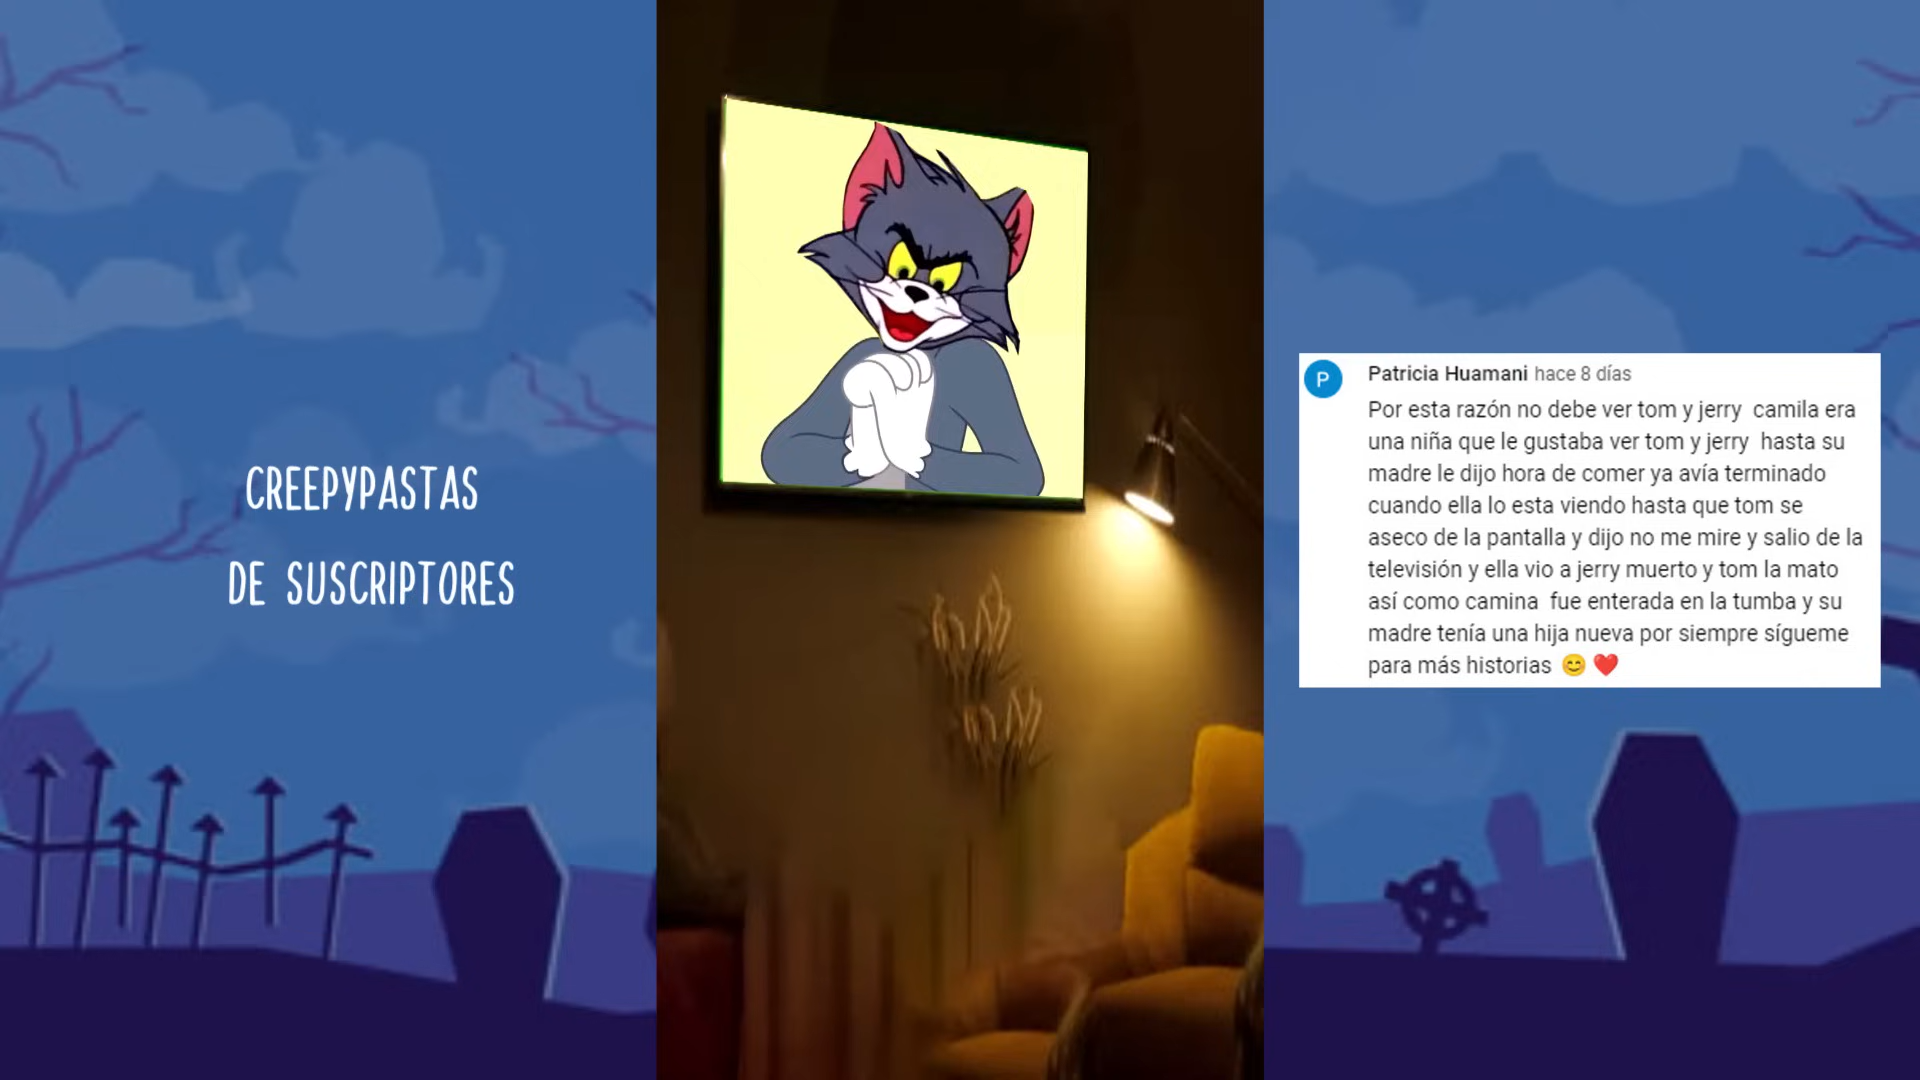 CREEPYPASTAS
DE SUSCRIPTORES
P
Patricia Huamani hace 8 días
Por esta razón no debe ver tom y jerry camila era
una niña que le gustaba ver tom y jerry hasta su
madre le dijo hora de comer ya avía terminado
cuando ella lo esta viendo hasta que tom se
aseco de la pantalla y dijo no me mire y salio de la
televisión y ella vio a jerry muerto y tom la mato
así como camina fue enterada en la tumba y su
madre tenía una hija nueva por siempre sígueme
para más historias 😊 ❤️